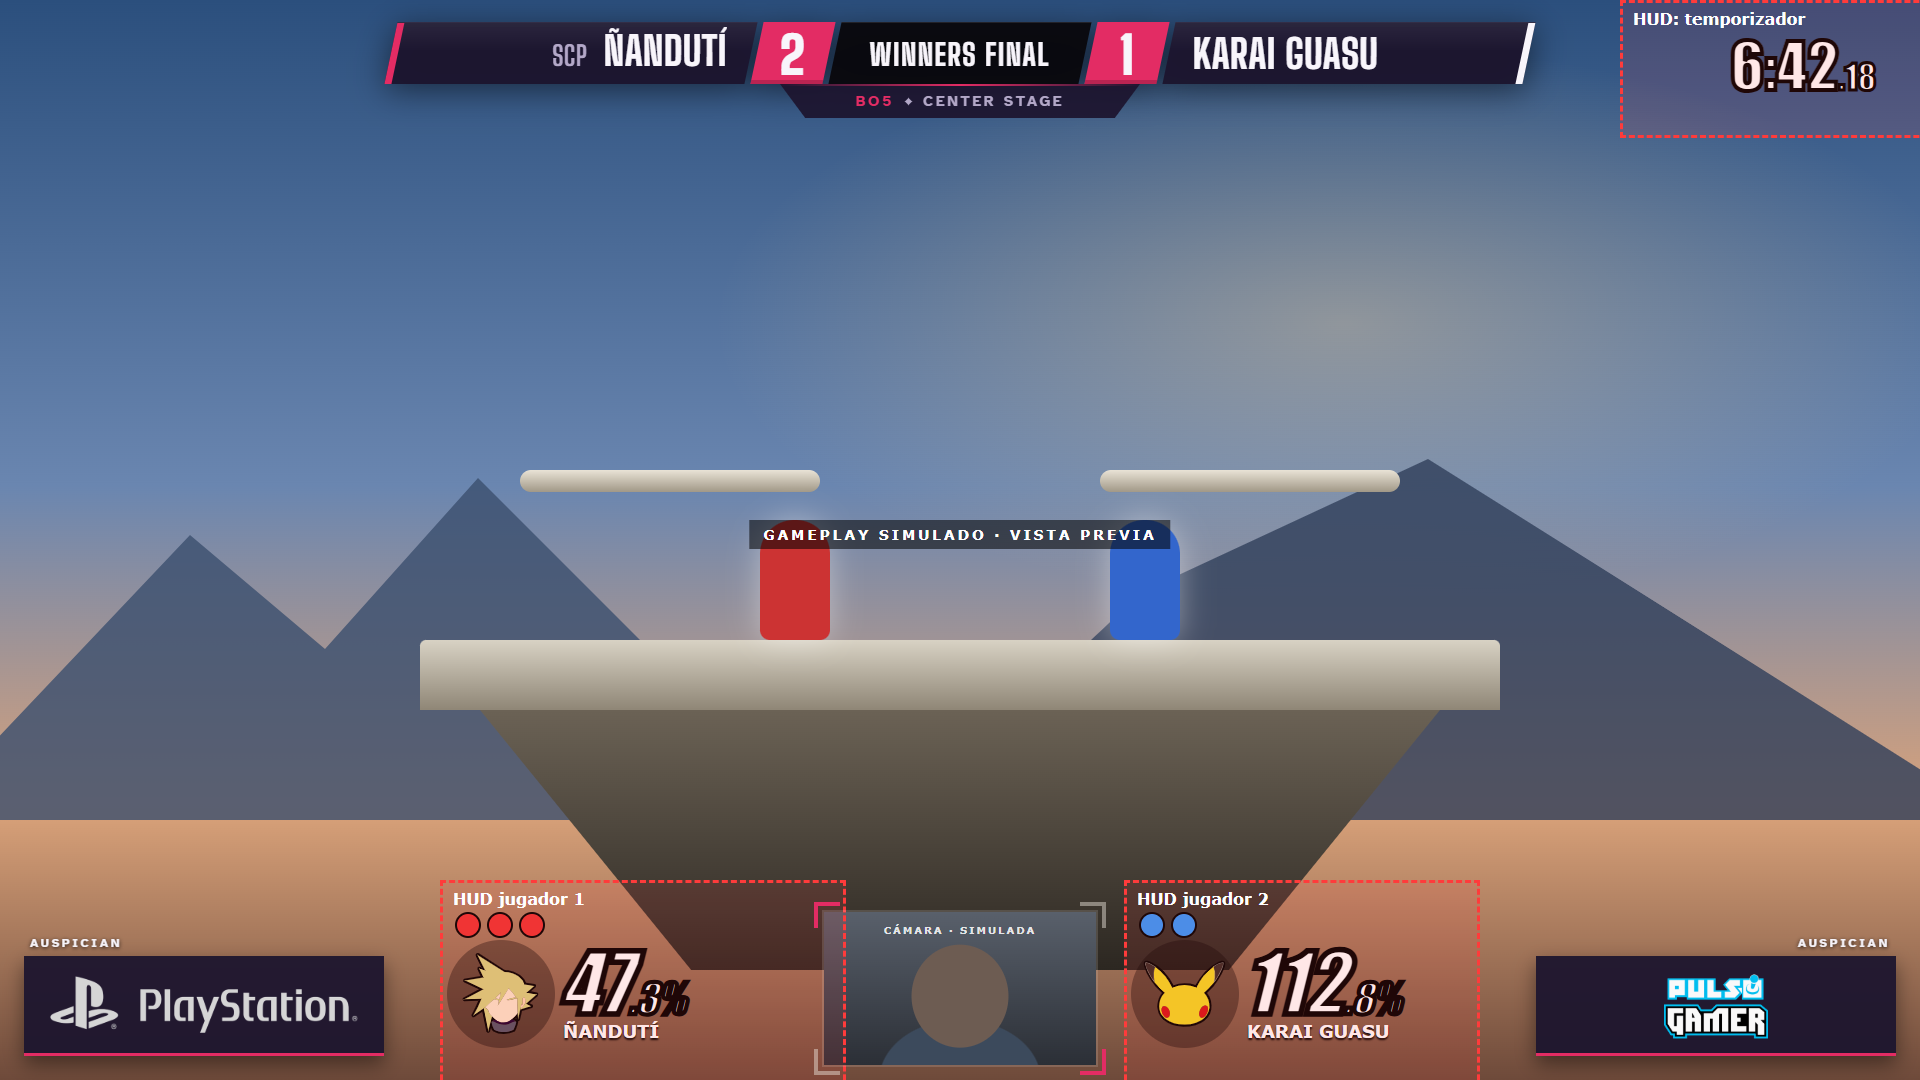 SCP ÑANDUTÍ 2 WINNERS FINAL 1 KARAI GUASU
BO5 ◆ CENTER STAGE
HUD: temporizador
6:42.18
GAMEPLAY SIMULADO · VISTA PREVIA
HUD jugador 1
47.3%
ÑANDUTÍ
CÁMARA · SIMULADA
HUD jugador 2
112.8%
KARAI GUASU
AUSPICIAN
PlayStation®
AUSPICIAN
PULSO
GAMER